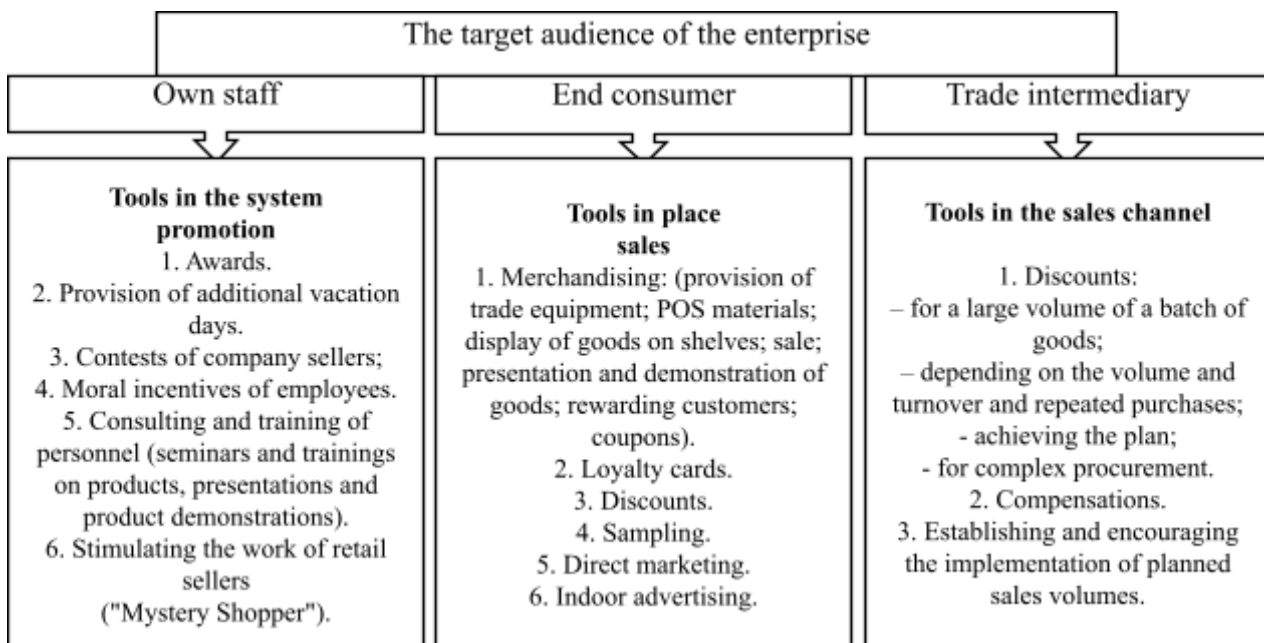 The target audience of the enterprise
Own staff
End consumer
Trade intermediary
Tools in the system
promotion
1. Awards.
2. Provision of additional vacation
days.
3. Contests of company sellers;
4. Moral incentives of employees.
5. Consulting and training of
personnel (seminars and trainings
on products, presentations and
product demonstrations).
6. Stimulating the work of retail
sellers
("Mystery Shopper").
Tools in place
sales
1. Merchandising: (provision of
trade equipment; POS materials;
display of goods on shelves; sale;
presentation and demonstration of
goods; rewarding customers;
coupons).
2. Loyalty cards.
3. Discounts.
4. Sampling.
5. Direct marketing.
6. Indoor advertising.
Tools in the sales channel
1. Discounts:
– for a large volume of a batch of
goods;
– depending on the volume and
turnover and repeated purchases;
- achieving the plan;
- for complex procurement.
2. Compensations.
3. Establishing and encouraging
the implementation of planned
sales volumes.